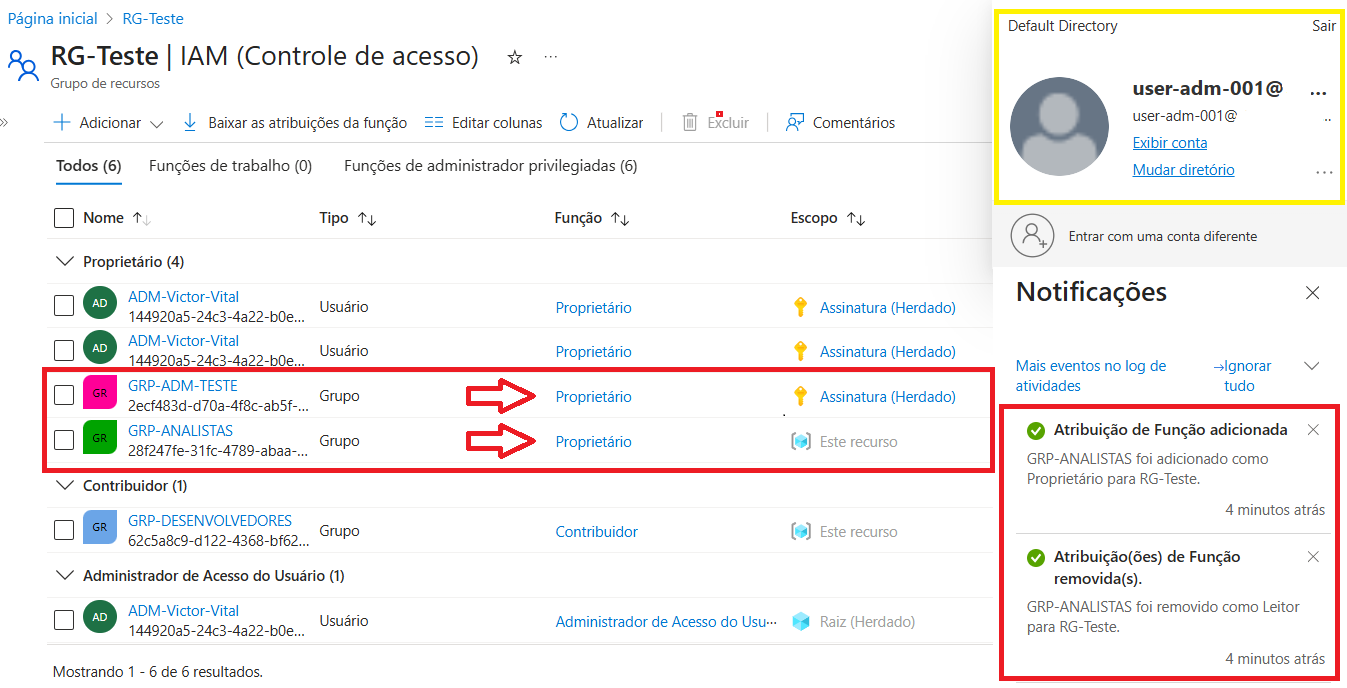 Página inicial > RG-Teste
RG-Teste | IAM (Controle de acesso)
Grupo de recursos
Adicionar
Baixar as atribuições da função
Editar colunas
Atualizar
Excluir
Comentários
Todos (6)
Funções de trabalho (0)
Funções de administrador privilegiadas (6)
Nome Tipo Função Escopo
Proprietário (4)
AD ADM-Victor-Vital
144920a5-24c3-4a22-b0e...
Usuário Proprietário Assinatura (Herdado)
AD ADM-Victor-Vital
144920a5-24c3-4a22-b0e...
Usuário Proprietário Assinatura (Herdado)
GR GRP-ADM-TESTE
2ecf483d-d70a-4f8c-ab5f-...
Grupo Proprietário Assinatura (Herdado)
GR GRP-ANALISTAS
28f247fe-31fc-4789-abaa-...
Grupo Proprietário Este recurso
Contribuidor (1)
GR GRP-DESENVOLVEDORES
62c5a8c9-d122-4368-bf62...
Grupo Contribuidor Este recurso
Administrador de Acesso do Usuário (1)
AD ADM-Victor-Vital
144920a5-24c3-4a22-b0e...
Usuário Administrador de Acesso do Usu... Raiz (Herdado)
Mostrando 1 - 6 de 6 resultados.
Default Directory Sair
user-adm-001@ ...
user-adm-001@ ..
Exibir conta
Mudar diretório
Entrar com uma conta diferente
Notificações
Mais eventos no log de
atividades
→Ignorar
tudo
Atribuição de Função adicionada
GRP-ANALISTAS foi adicionado como
Proprietário para RG-Teste.
4 minutos atrás
Atribuição(ões) de Função
removida(s).
GRP-ANALISTAS foi removido como Leitor
para RG-Teste.
4 minutos atrás